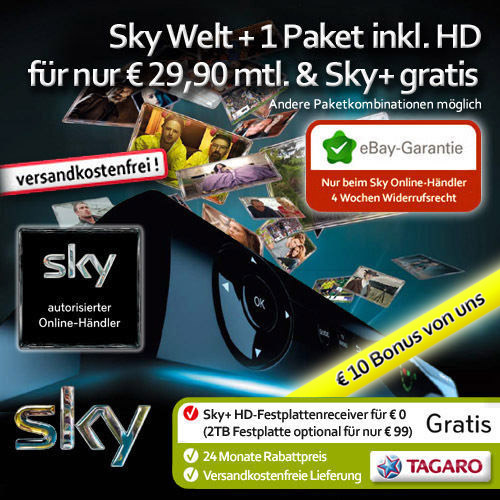 Sky Welt + 1 Paket inkl. HD
für nur € 29,90 mtl. & Sky+ gratis
Andere Paketkombinationen möglich
versandkostenfrei !
eBay-Garantie
Nur beim Sky Online-Händler
4 Wochen Widerrufsrecht
sky
autorisierter
Online-Händler
OK
€ 10 Bonus von uns
sky
Sky+ HD-Festplattenreceiver für € 0
(2TB Festplatte optional für nur € 99)
Gratis
24 Monate Rabattpreis
Versandkostenfreie Lieferung
TAGARO